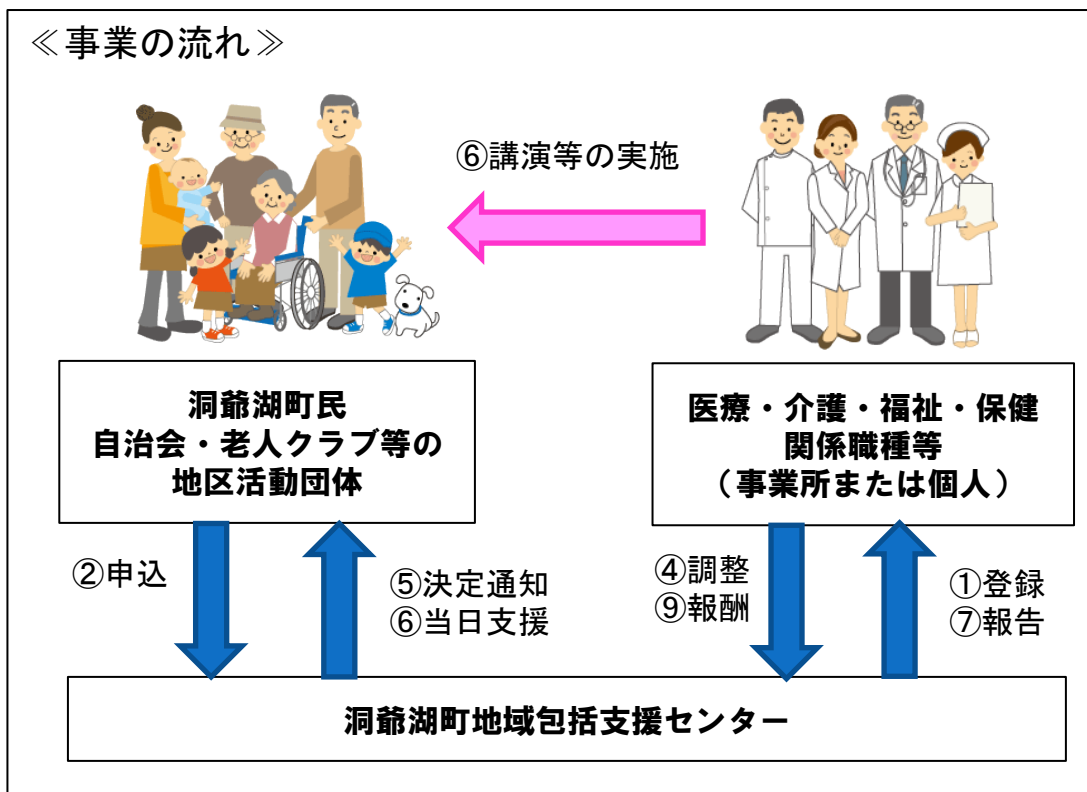 ≪事業の流れ≫
⑥講演等の実施
洞爺湖町民
自治会・老人クラブ等の
地区活動団体
医療・介護・福祉・保健
関係職種等
（事業所または個人）
②申込
⑤決定通知
⑥当日支援
④調整
⑨報酬
①登録
⑦報告
洞爺湖町地域包括支援センター